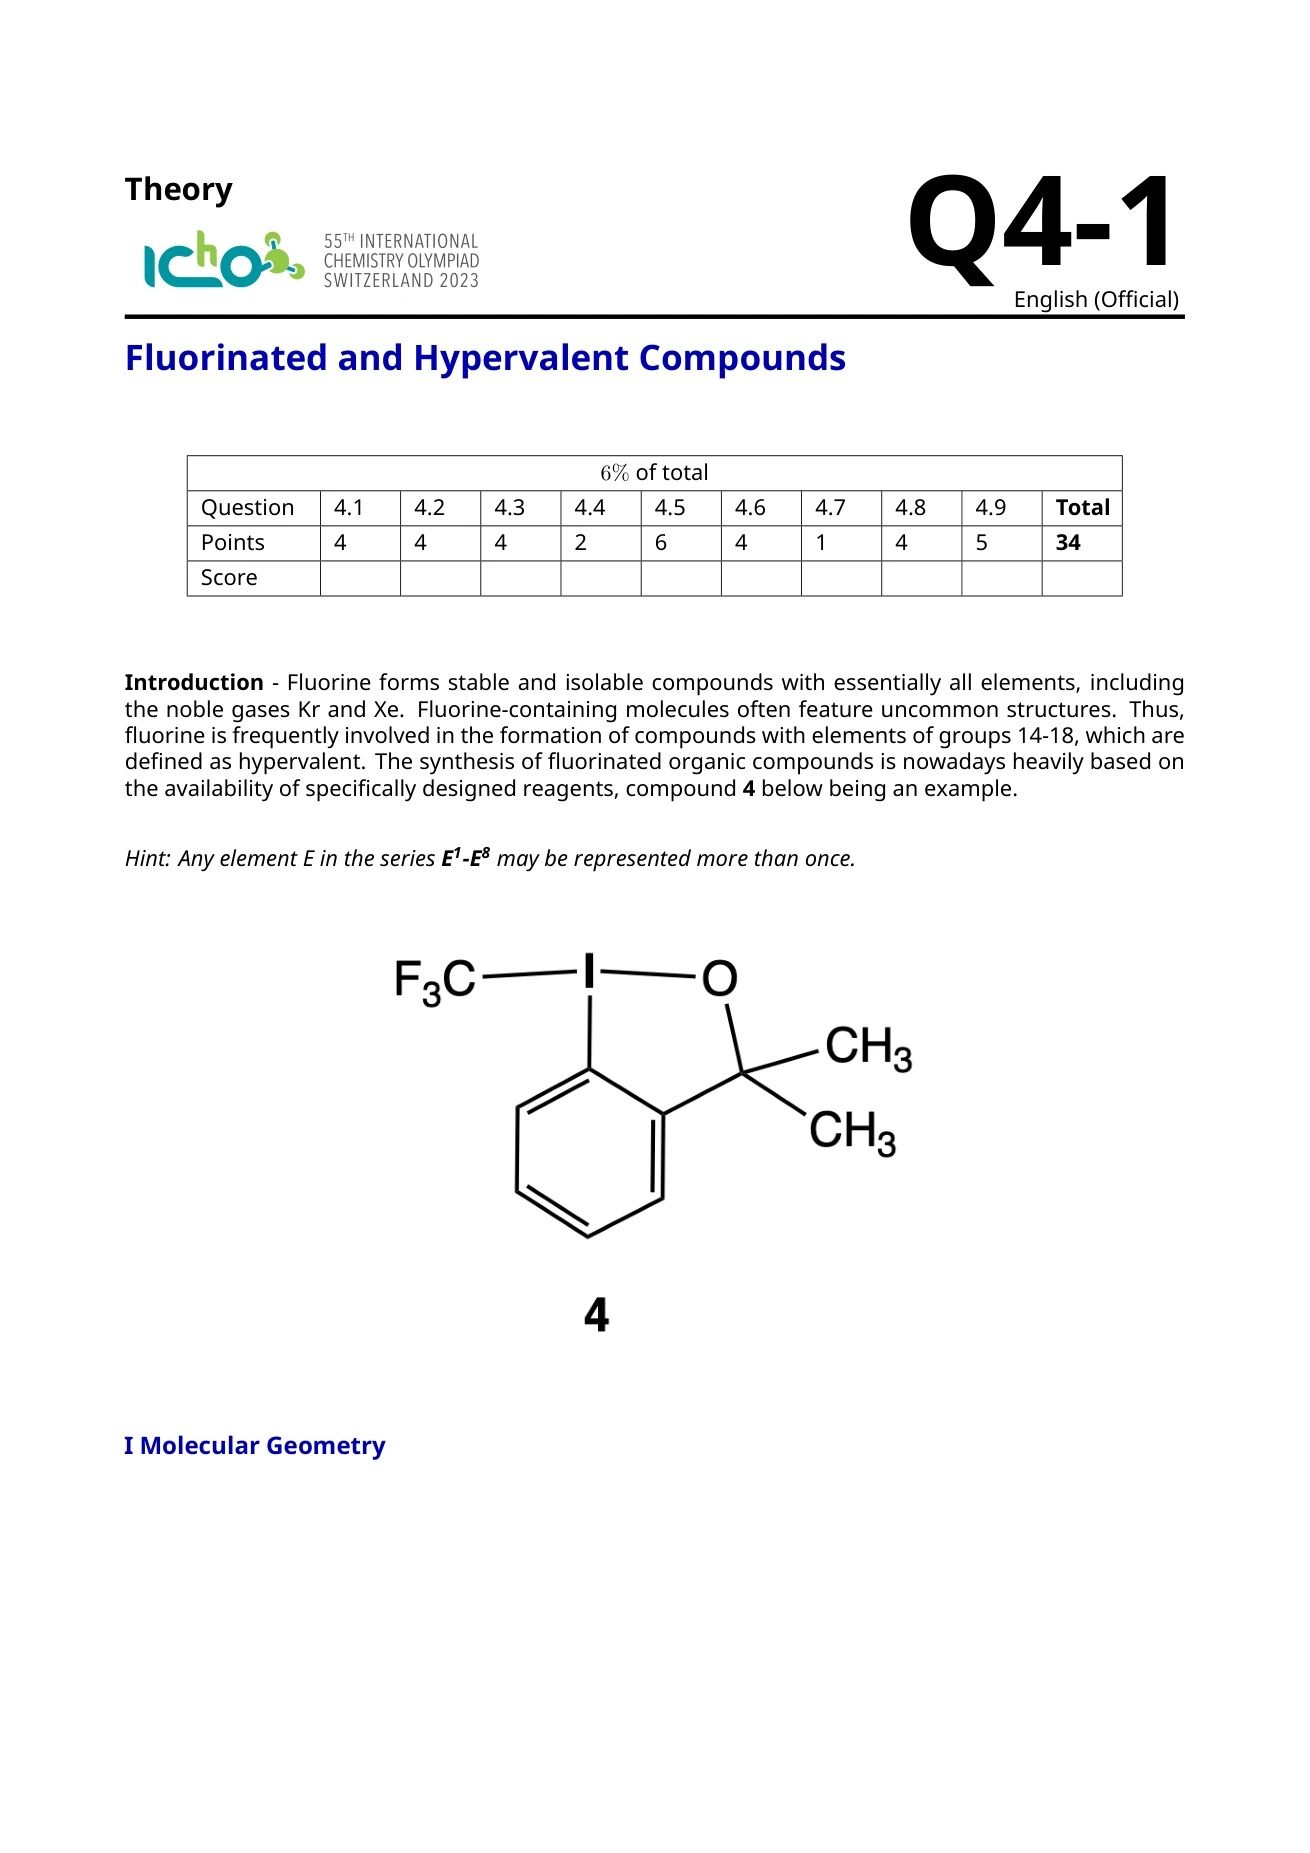 Theory
Q4-1
IChO
55TH INTERNATIONAL
CHEMISTRY OLYMPIAD
SWITZERLAND 2023
English (Official)
Fluorinated and Hypervalent Compounds
6% of total
Question 4.1 4.2 4.3 4.4 4.5 4.6 4.7 4.8 4.9 Total
Points 4 4 4 2 6 4 1 4 5 34
Score
Introduction - Fluorine forms stable and isolable compounds with essentially all elements, including
the noble gases Kr and Xe. Fluorine-containing molecules often feature uncommon structures. Thus,
fluorine is frequently involved in the formation of compounds with elements of groups 14-18, which are
defined as hypervalent. The synthesis of fluorinated organic compounds is nowadays heavily based on
the availability of specifically designed reagents, compound 4 below being an example.
Hint: Any element E in the series E¹-E⁸ may be represented more than once.
F₃C I O
CH₃
CH₃
4
I Molecular Geometry